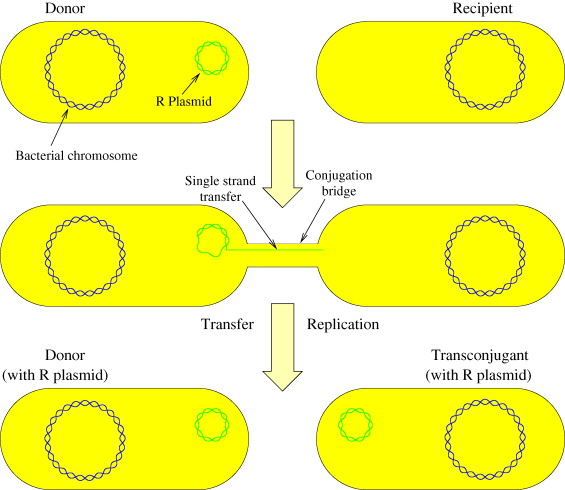 Donor
Recipient
R Plasmid
Bacterial chromosome
Single strand
transfer
Conjugation
bridge
Transfer
Replication
Donor
(with R plasmid)
Transconjugant
(with R plasmid)